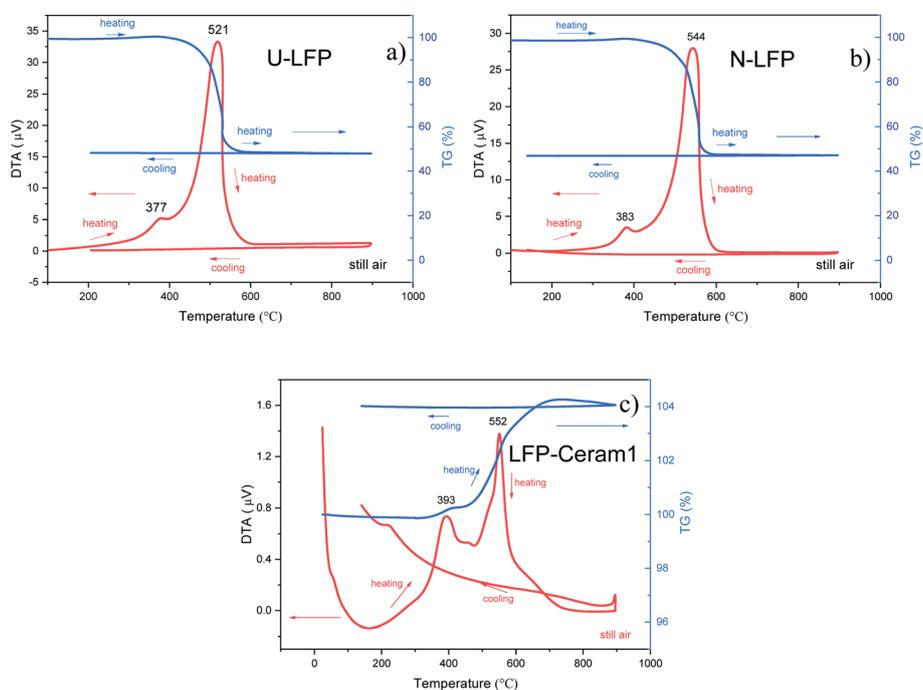 heating
521
U-LFP
a)
35
30
25
20
15
10
5
0
-5
DTA (μV)
377
heating
heating
heating
cooling
cooling
still air
100
80
60
40
20
0
TG (%)
200
400
600
800
1000
Temperature (°C)
heating
544
N-LFP
b)
30
25
20
15
10
5
0
DTA (μV)
383
heating
heating
heating
cooling
cooling
still air
100
80
60
40
20
0
TG (%)
200
400
600
800
1000
Temperature (°C)
c)
552
LFP-Ceram1
1.6
1.2
0.8
0.4
0.0
DTA (μV)
cooling
heating
heating
393
heating
cooling
still air
104
102
100
98
96
TG (%)
0
200
400
600
800
1000
Temperature (°C)